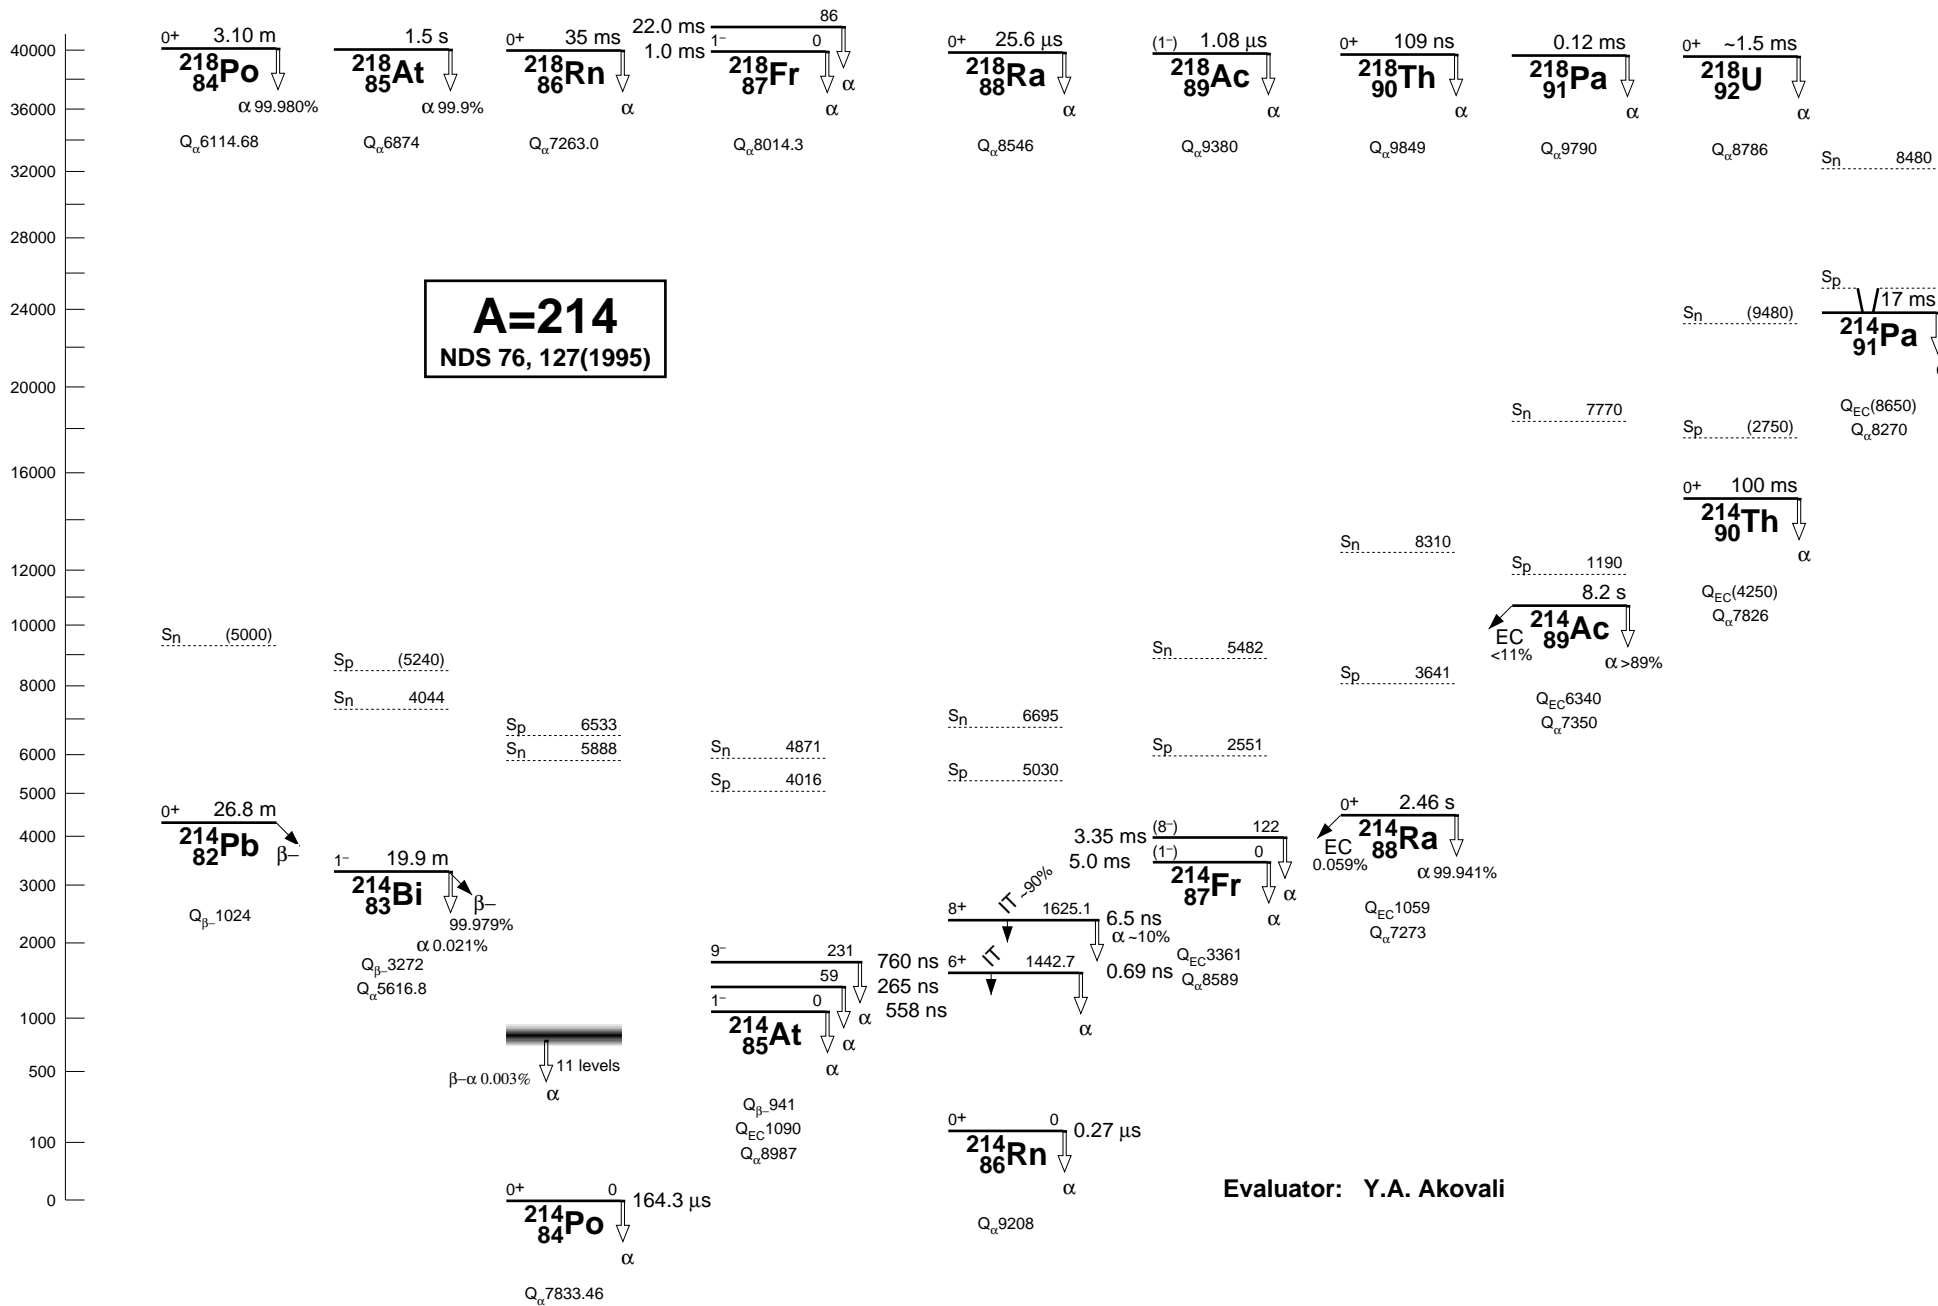 40000
36000
32000
28000
24000
20000
16000
12000
10000
8000
6000
5000
4000
3000
2000
1000
500
100
0
0+ 3.10 m
218 84 Po
α 99.980%
Qα6114.68
1.5 s
218 85 At
α 99.9%
Qα6874
0+ 35 ms
218 86 Rn
α
Qα7263.0
22.0 ms 86
1.0 ms 1− 0
218 87 Fr
α
α
Qα8014.3
0+ 25.6 μs
218 88 Ra
α
Qα8546
(1−) 1.08 μs
218 89 Ac
α
Qα9380
0+ 109 ns
218 90 Th
α
Qα9849
0.12 ms
218 91 Pa
α
Qα9790
0+ ~1.5 ms
218 92 U
α
Qα8786
A=214
NDS 76, 127(1995)
Sn (5000)
0+ 26.8 m
214 82 Pb
β−
Qβ−1024
Sp (5240)
Sn 4044
1− 19.9 m
214 83 Bi
β−
99.979%
α 0.021%
Qβ−3272
Qα5616.8
Sp 6533
Sn 5888
11 levels
β−α 0.003%
α
0+ 0 164.3 μs
214 84 Po
α
Qα7833.46
Sn 4871
Sp 4016
9− 231 760 ns
59 265 ns
1− 0 558 ns
214 85 At
α
α
α
Qβ−941
QEC1090
Qα8987
Sn 6695
Sp 5030
IT ~90%
8+ 1625.1 6.5 ns
α ~10%
IT
6+ 1442.7 0.69 ns
α
0+ 0 0.27 μs
214 86 Rn
α
Qα9208
Sn 5482
Sp 2551
3.35 ms (8−) 122
5.0 ms (1−) 0
214 87 Fr
α
α
QEC3361
Qα8589
Sn 8310
Sp 3641
0+ 2.46 s
214 88 Ra
EC
0.059%
α 99.941%
QEC1059
Qα7273
Sn 7770
Sp 1190
8.2 s
214 89 Ac
EC
<11%
α >89%
QEC6340
Qα7350
Sn (9480)
Sp (2750)
0+ 100 ms
214 90 Th
α
QEC(4250)
Qα7826
Sn 8480
Sp
17 ms
214 91 Pa
QEC(8650)
Qα8270
Evaluator: Y.A. Akovali